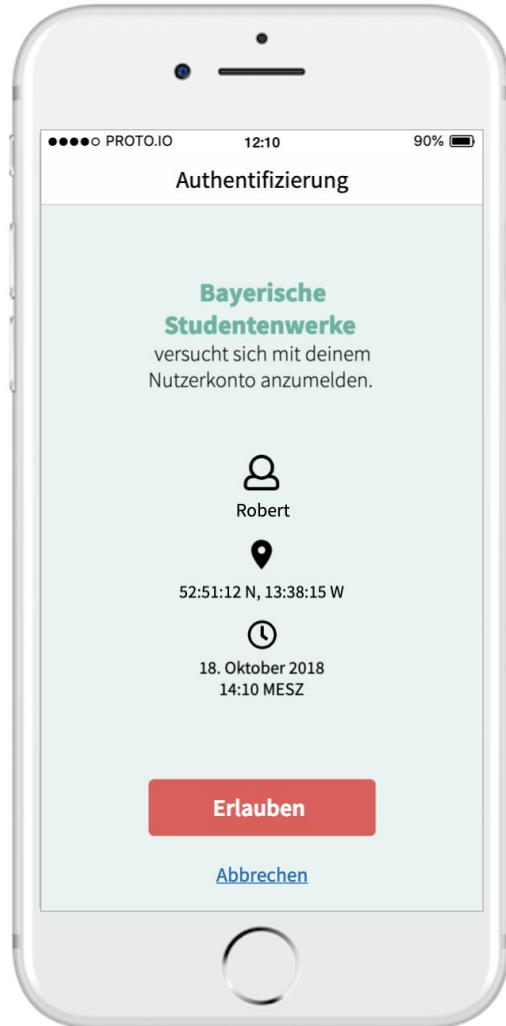 PROTO.IO 12:10 90%
Authentifizierung
Bayerische
Studentenwerke
versucht sich mit deinem
Nutzerkonto anzumelden.
Robert
52:51:12 N, 13:38:15 W
18. Oktober 2018
14:10 MESZ
Erlauben
Abbrechen